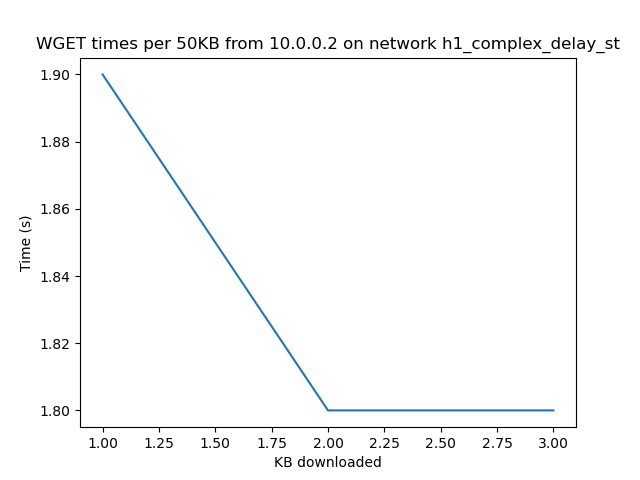 WGET times per 50KB from 10.0.0.2 on network h1_complex_delay_st
1.90
1.88
1.86
1.84
1.82
1.80
Time (s)
1.00 1.25 1.50 1.75 2.00 2.25 2.50 2.75 3.00
KB downloaded